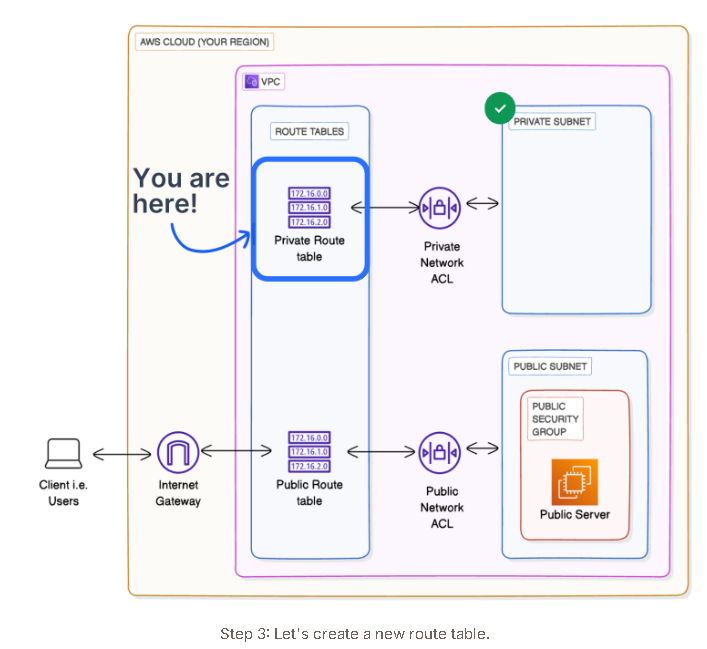 AWS CLOUD (YOUR REGION)
VPC
ROUTE TABLES
PRIVATE SUBNET
You are
here!
172.16.0.0
172.16.1.0
172.16.2.0
Private Route
table
Private
Network
ACL
PUBLIC SUBNET
PUBLIC
SECURITY
GROUP
Public Server
Client i.e.
Users
Internet
Gateway
172.16.0.0
172.16.1.0
172.16.2.0
Public Route
table
Public
Network
ACL
Step 3: Let's create a new route table.